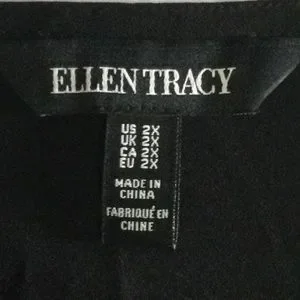 ELLEN TRACY
US 2X
UK 2X
CA 2X
EU 2X
MADE IN
CHINA
FABRIQUÉ EN
CHINE